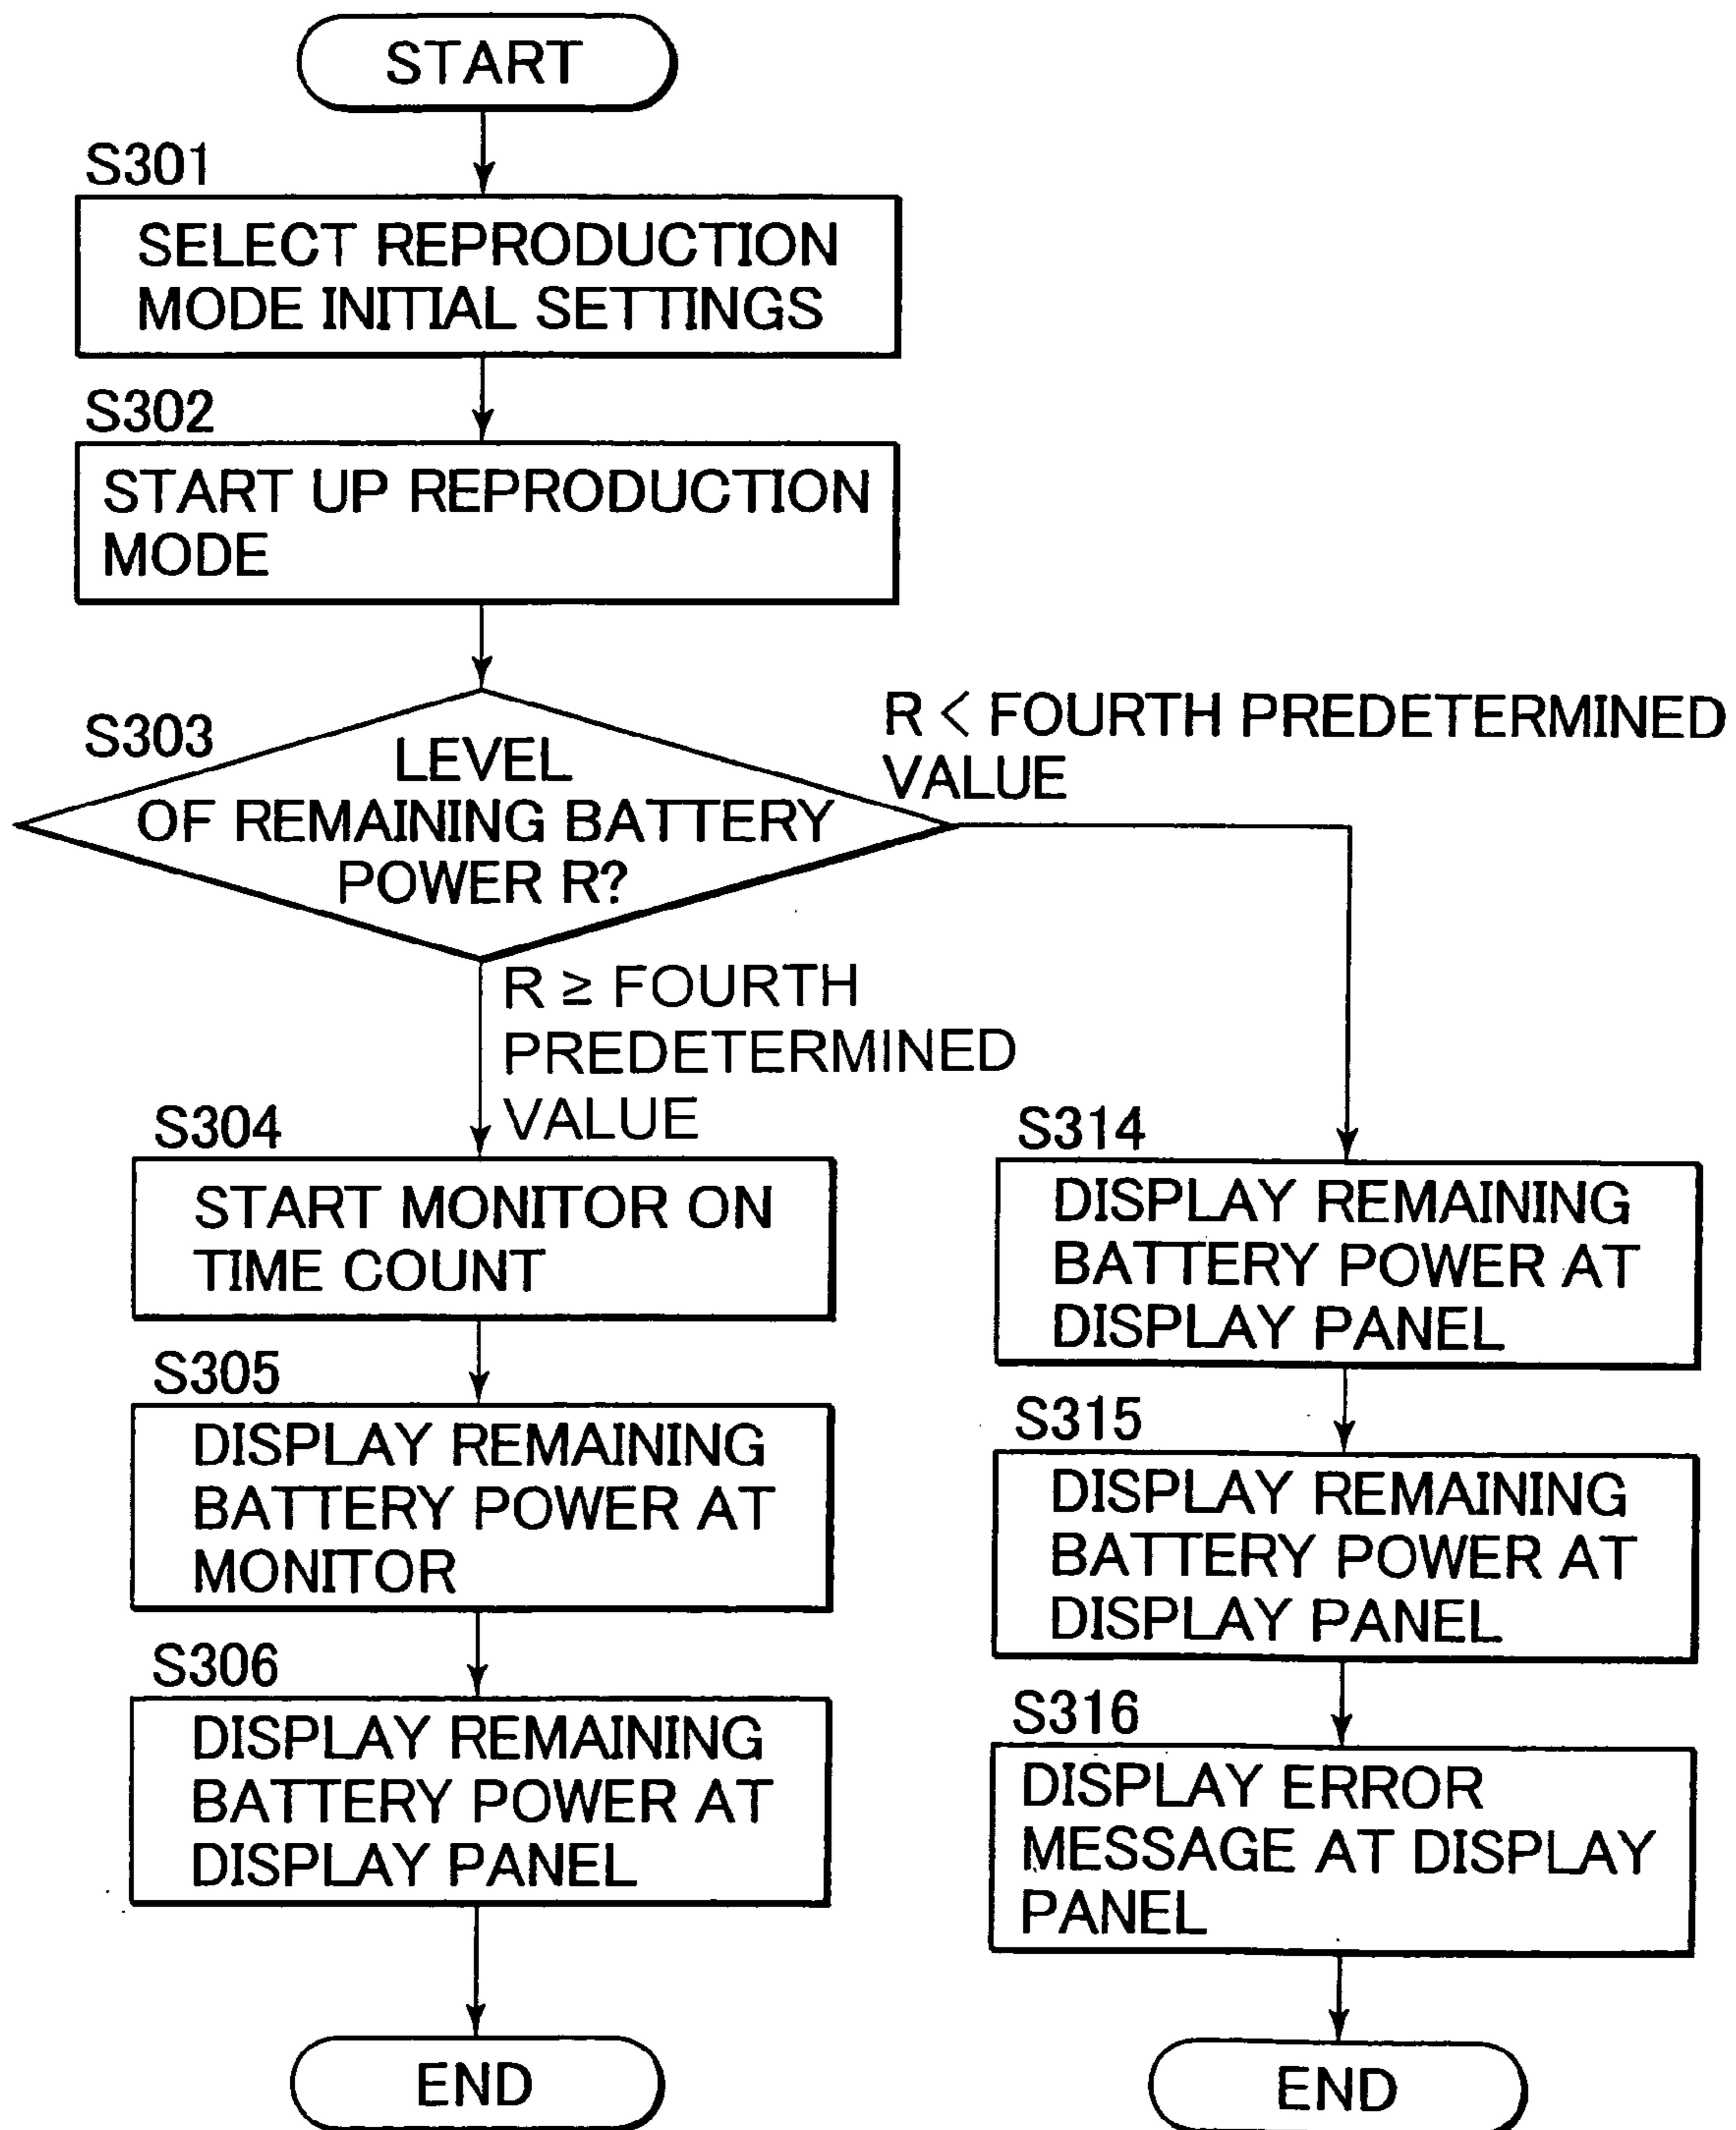 START
S301
SELECT REPRODUCTION
MODE INITIAL SETTINGS
S302
START UP REPRODUCTION
MODE
S303
LEVEL
OF REMAINING BATTERY
POWER R?
R < FOURTH PREDETERMINED
VALUE
R ≥ FOURTH
PREDETERMINED
VALUE
S304
START MONITOR ON
TIME COUNT
S305
DISPLAY REMAINING
BATTERY POWER AT
MONITOR
S306
DISPLAY REMAINING
BATTERY POWER AT
DISPLAY PANEL
END
S314
DISPLAY REMAINING
BATTERY POWER AT
DISPLAY PANEL
S315
DISPLAY REMAINING
BATTERY POWER AT
DISPLAY PANEL
S316
DISPLAY ERROR
MESSAGE AT DISPLAY
PANEL
END